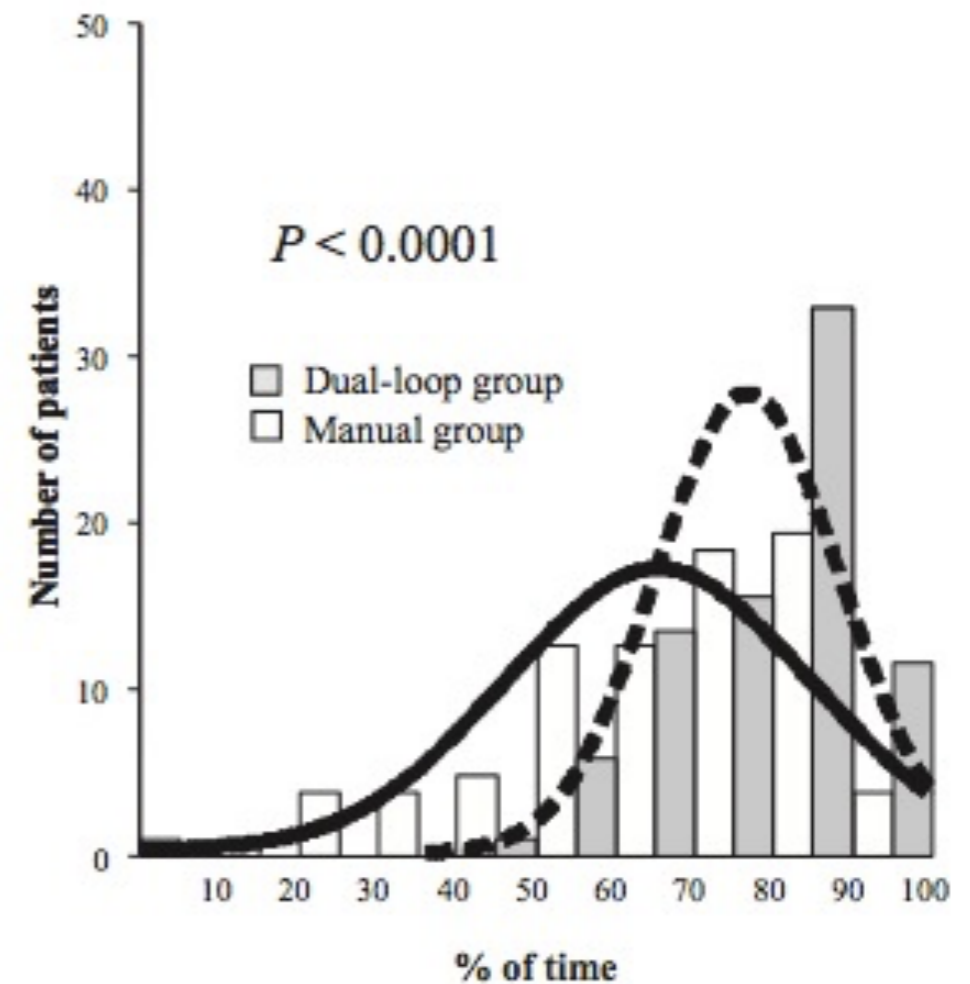 50
40
P < 0.0001
30
Dual-loop group
Manual group
20
10
0
Number of patients
10 20 30 40 50 60 70 80 90 100
% of time